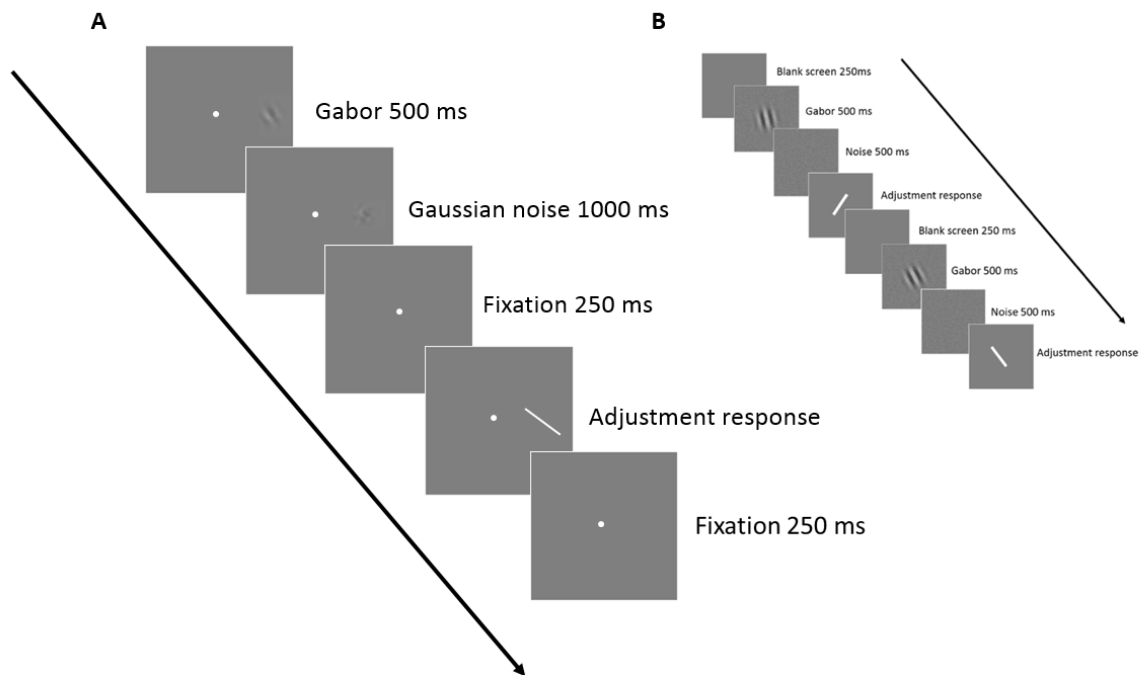 A
Gabor 500 ms
Gaussian noise 1000 ms
Fixation 250 ms
Adjustment response
Fixation 250 ms
B
Blank screen 250ms
Gabor 500 ms
Noise 500 ms
Adjustment response
Blank screen 250 ms
Gabor 500 ms
Noise 500 ms
Adjustment response